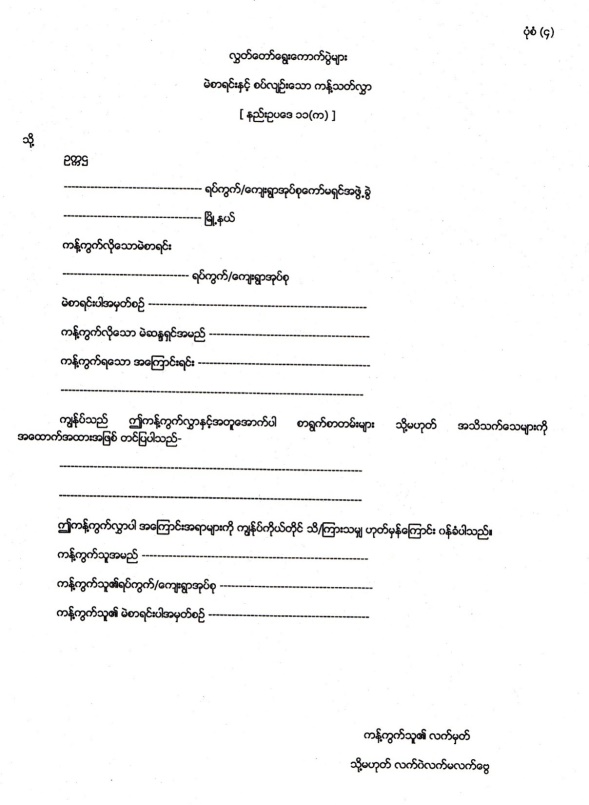 ပုံစံ (၄)
လွှတ်တော်ရွေးကောက်ပွဲများ
မဲစာရင်းနှင့် စပ်လျဉ်းသော ကန့်သတ်လွှာ
[ နည်းဥပဒေ ၁၁(က) ]
သို့
ဥက္ကဋ္ဌ
---------------------------------- ရပ်ကွက်/ကျေးရွာအုပ်စုကော်မရှင်အဖွဲ့ခွဲ
---------------------------------- မြို့နယ်
ကန့်ကွက်လိုသောမဲစာရင်း
------------------------------- ရပ်ကွက်/ကျေးရွာအုပ်စု
မဲစာရင်းပါအမှတ်စဉ် ------------------------------------------------------
ကန့်ကွက်လိုသော မဲဆန္ဒရှင်အမည် ----------------------------------------
ကန့်ကွက်ရသော အကြောင်းရင်း -------------------------------------------
---------------------------------------------------------------------------
ကျွန်ုပ်သည် ဤကန့်ကွက်လွှာနှင့်အတူအောက်ပါ စာရွက်စာတမ်းများ သို့မဟုတ် အသိသက်သေများကို
အထောက်အထားအဖြစ် တင်ပြပါသည်-
---------------------------------------------------------------------------
---------------------------------------------------------------------------
ဤကန့်ကွက်လွှာပါ အကြောင်းအရာများကို ကျွန်ုပ်ကိုယ်တိုင် သိ/ကြားသမျှ ဟုတ်မှန်ကြောင်း ဝန်ခံပါသည်။
ကန့်ကွက်သူအမည် --------------------------------------------------------
ကန့်ကွက်သူ၏ရပ်ကွက်/ကျေးရွာအုပ်စု --------------------------------------
ကန့်ကွက်သူ၏ မဲစာရင်းပါအမှတ်စဉ် ----------------------------------------
ကန့်ကွက်သူ၏ လက်မှတ်
သို့မဟုတ် လက်ဝဲလက်မလက်ဗွေ